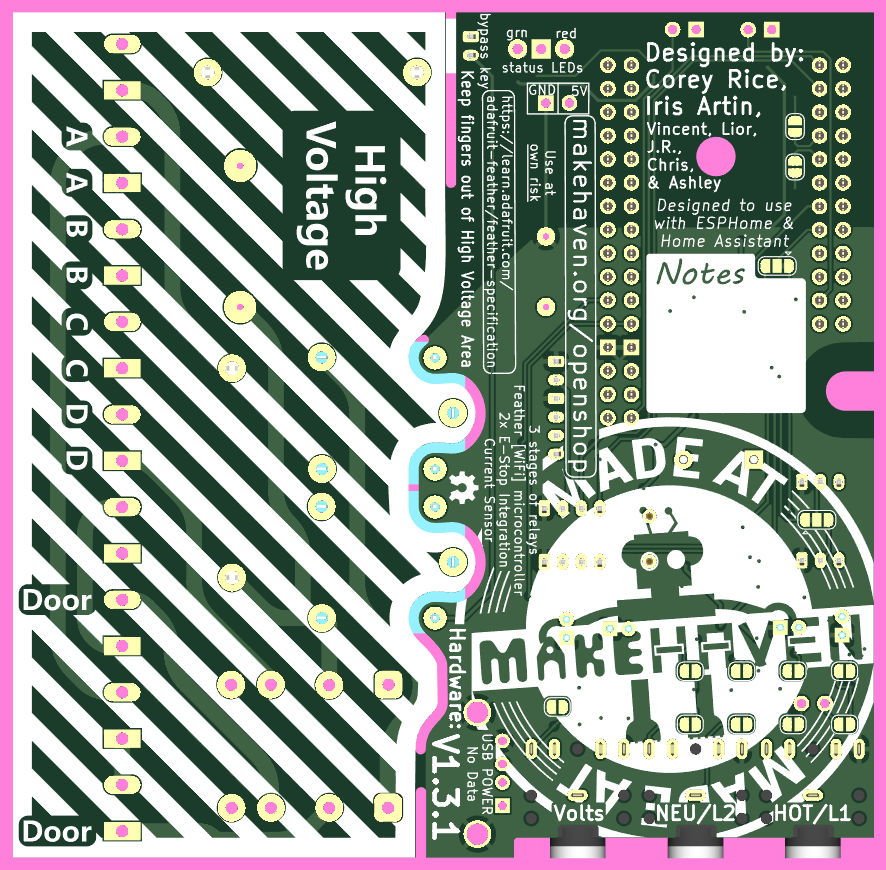 A
A
B
B
C
C
D
D
Door
Door
High
Voltage
bypass key
Keep fingers out of High Voltage Area
grn
red
status LEDs
GND
5V
https://learn.adafruit.com/
adafruit-feather/feather-specification
Use at
own risk
makehaven.org/openshop
Designed by:
Corey Rice,
Iris Artin,
Vincent, Lior,
J.R.,
Chris,
& Ashley
Designed to use
with ESPHome &
Home Assistant
Notes
3 stages of relays
Feather [WiFi] microcontroller
2x E-Stop Integration
Current Sensor
MADE AT
MAKEHAVEN
MADE AT
Hardware: V1.3.1
USB POWER
No Data
Volts
NEU/L2
HOT/L1